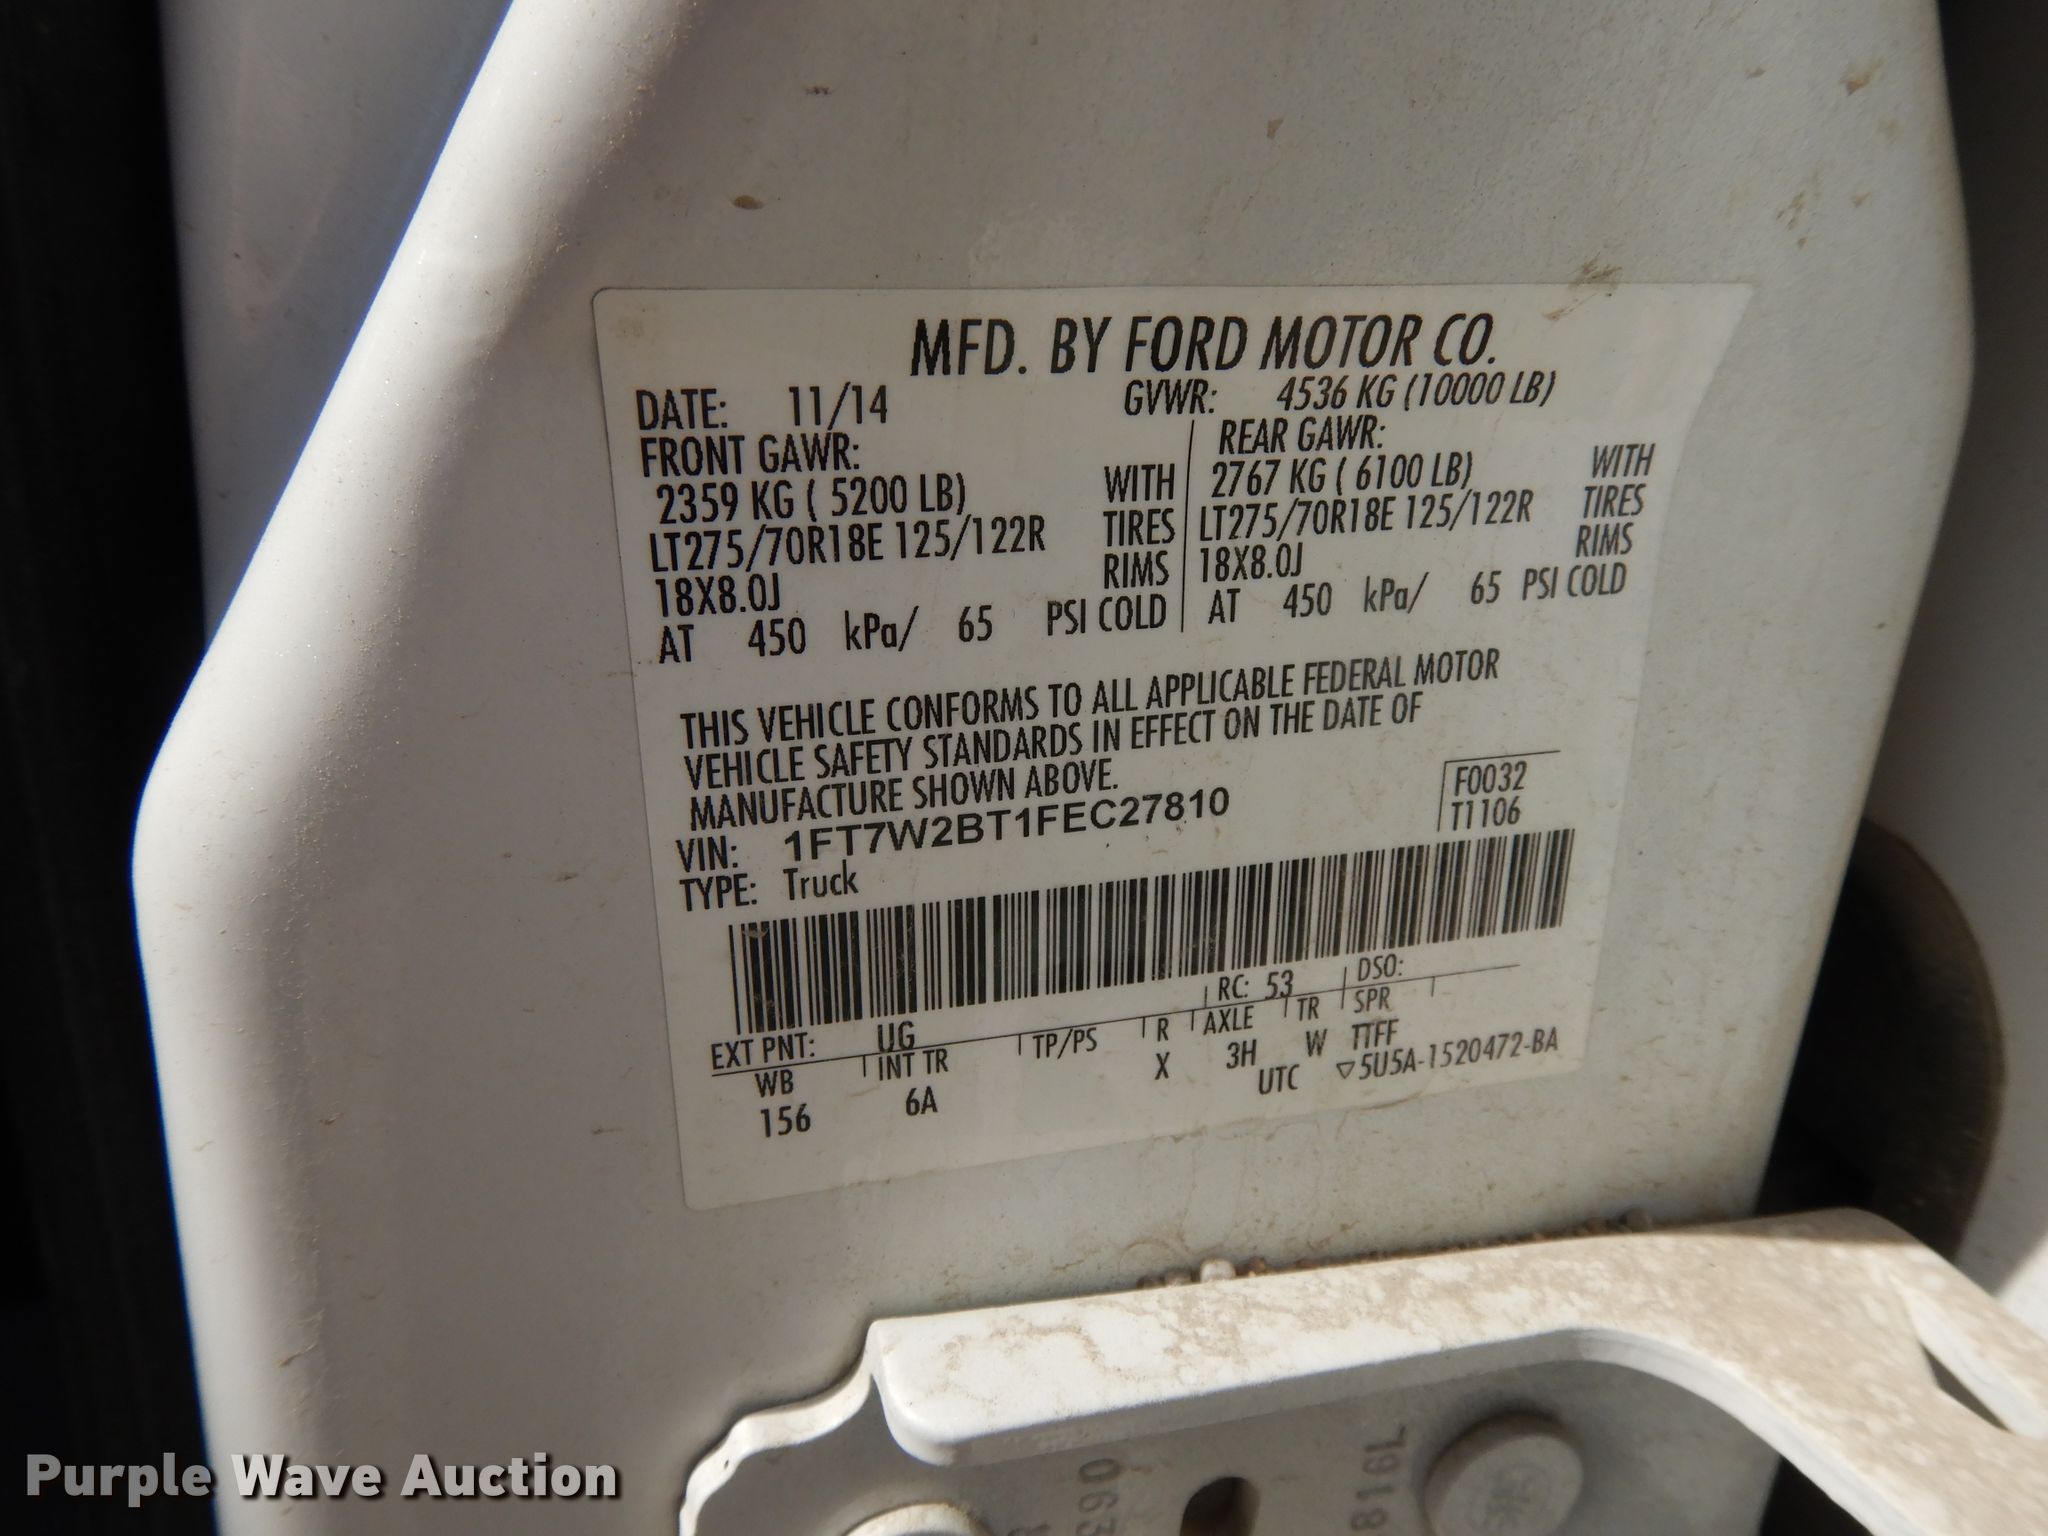 MFD. BY FORD MOTOR CO.
DATE: 11/14 GVWR: 4536 KG (10000 LB)
FRONT GAWR: REAR GAWR:
2359 KG ( 5200 LB) WITH 2767 KG ( 6100 LB) WITH
LT275/70R18E 125/122R TIRES LT275/70R18E 125/122R TIRES
18X8.0J RIMS 18X8.0J RIMS
AT 450 kPa/ 65 PSI COLD AT 450 kPa/ 65 PSI COLD
THIS VEHICLE CONFORMS TO ALL APPLICABLE FEDERAL MOTOR
VEHICLE SAFETY STANDARDS IN EFFECT ON THE DATE OF
MANUFACTURE SHOWN ABOVE.
VIN: 1FT7W2BT1FEC27810 F0032
TYPE: Truck T1106
EXT PNT: UG RC: 53 DSO:
WB INT TR TP/PS R AXLE TR SPR
156 6A X 3H W TTFF
UTC ▽5U5A-1520472-BA
0390
816L
Purple Wave Auction